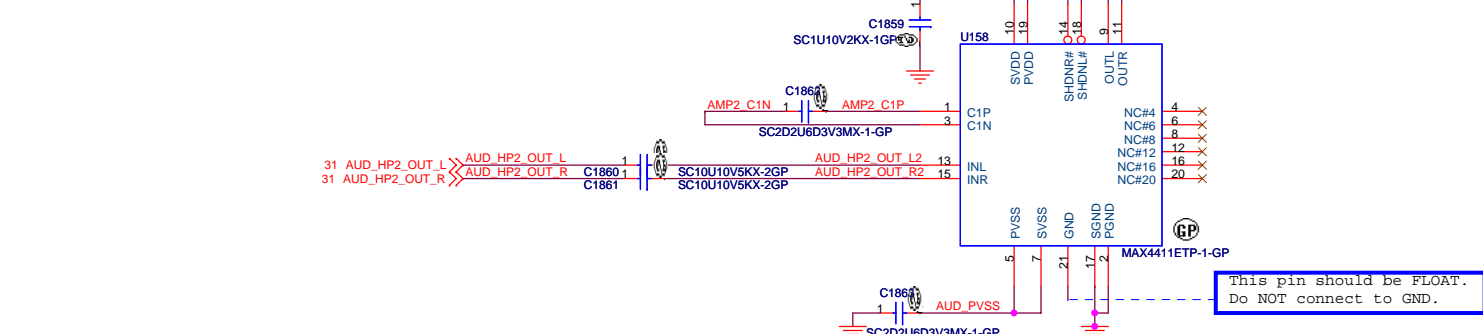 C1859
1
SC1U10V2KX-1GP
U158
10
19
14
18
9
11
SVDD
PVDD
SHDNR#
SHDNL#
OUTL
OUTR
AMP2_C1N 1 AMP2_C1P 1 C1P
3 C1N
SC2D2U6D3V3MX-1-GP
NC#4 4
NC#6 6
NC#8 8
NC#12 12
NC#16 16
NC#20 20
31 AUD_HP2_OUT_L AUD_HP2_OUT_L 1 AUD_HP2_OUT_L2 13 INL
C1860 SC10U10V5KX-2GP
31 AUD_HP2_OUT_R AUD_HP2_OUT_R 1 AUD_HP2_OUT_R2 15 INR
C1861 SC10U10V5KX-2GP
PVSS
SVSS
GND
SGND
PGND
GP
MAX4411ETP-1-GP
5
7
21
17
2
This pin should be FLOAT.
Do NOT connect to GND.
1 AUD_PVSS
SC2D2U6D3V3MX-1-GP